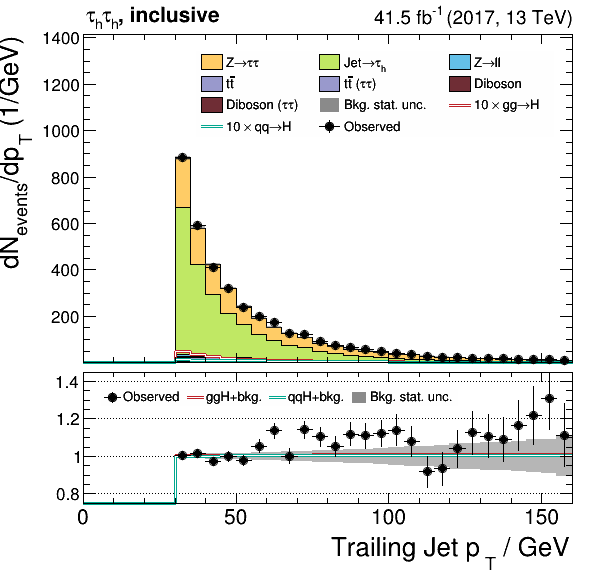 τhτh, inclusive 41.5 fb⁻¹ (2017, 13 TeV)
dNevents/dpT (1/GeV)
1400
1200
1000
800
600
400
200
Z→ττ Jet→τh Z→ll
tt̄ tt̄ (ττ) Diboson
Diboson (ττ) Bkg. stat. unc. 10 × gg→H
10 × qq→H Observed
1.4
1.2
1
0.8
Observed ggH+bkg. qqH+bkg. Bkg. stat. unc.
0 50 100 150
Trailing Jet pT / GeV